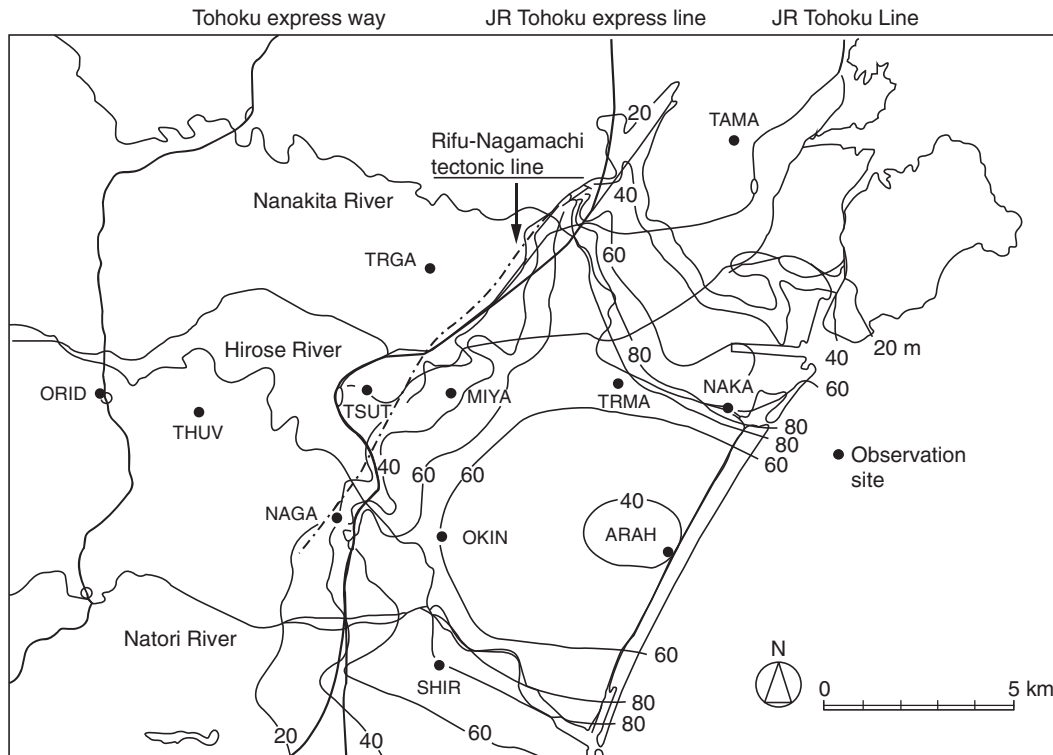 Tohoku express way
JR Tohoku express line
JR Tohoku Line
20
TAMA
Rifu-Nagamachi
tectonic line
40
Nanakita River
60
TRGA
Hirose River
80
40
20 m
60
ORID
THUV
TSUT
MIYA
TRMA
NAKA
80
80
60
40
60
60
Observation
site
40
NAGA
OKIN
ARAH
Natori River
60
SHIR
80
80
20
40
60
N
0
5 km